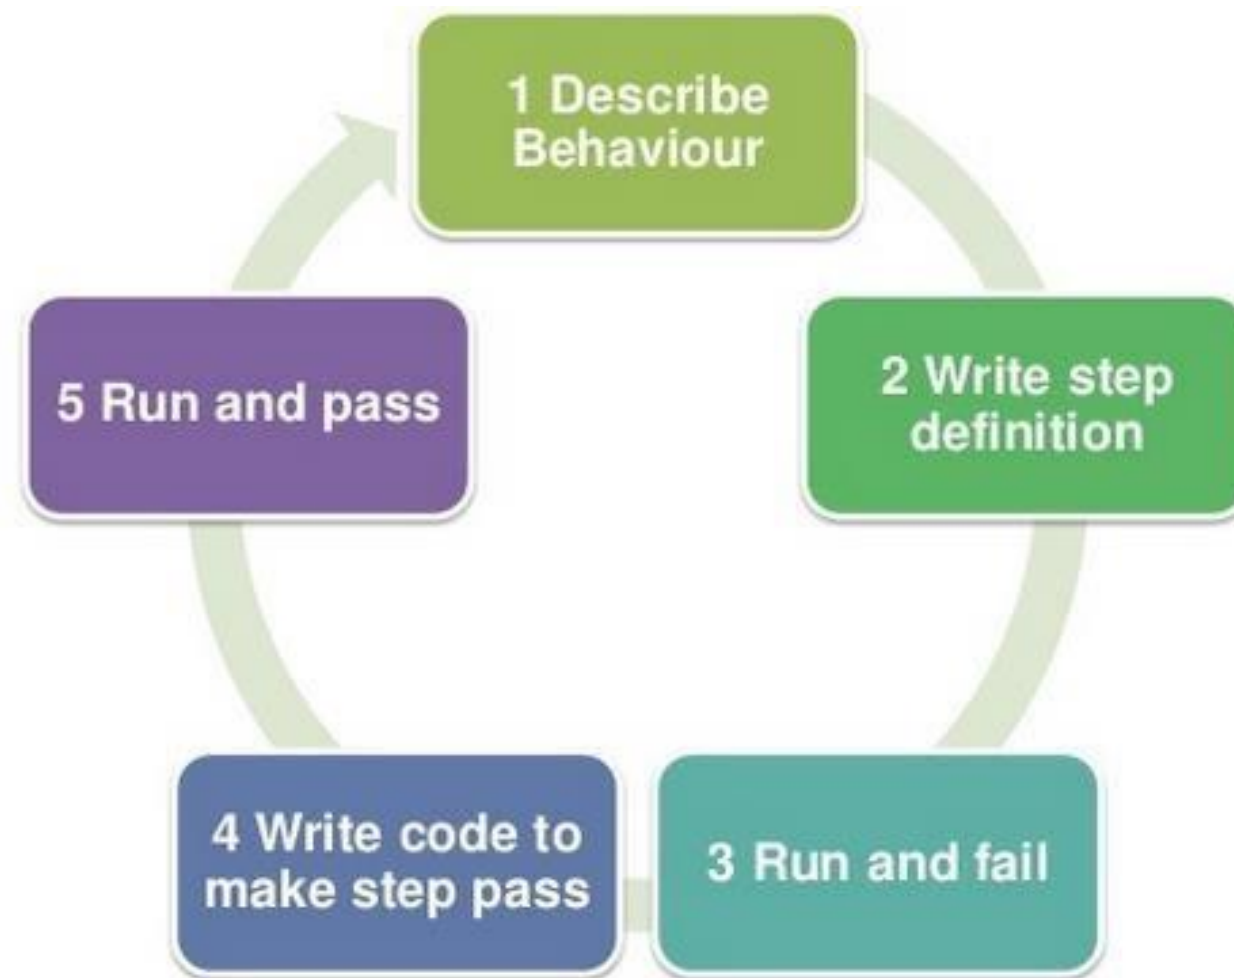 1 Describe
Behaviour
2 Write step
definition
3 Run and fail
4 Write code to
make step pass
5 Run and pass